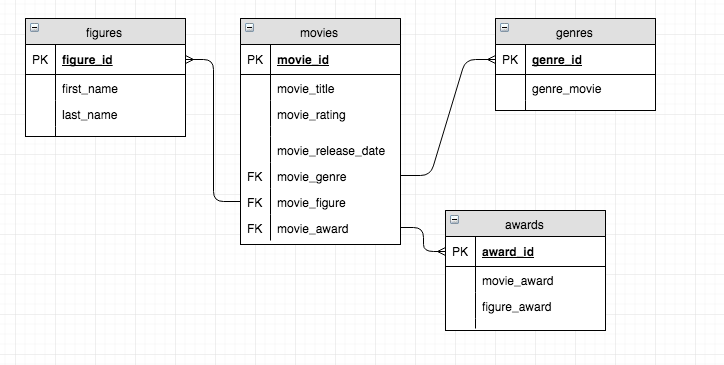 figures
PK figure_id
first_name
last_name
movies
PK movie_id
movie_title
movie_rating
movie_release_date
FK movie_genre
FK movie_figure
FK movie_award
genres
PK genre_id
genre_movie
awards
PK award_id
movie_award
figure_award